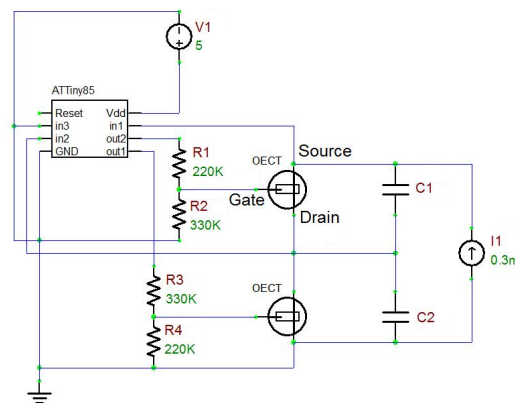 V1
5
ATTiny85
Reset Vdd
in3 in1
in2 out2
GND out1
R1
220K
OECT
Source
Gate
R2
330K
Drain
C1
I1
0.3m
R3
330K
OECT
R4
220K
C2